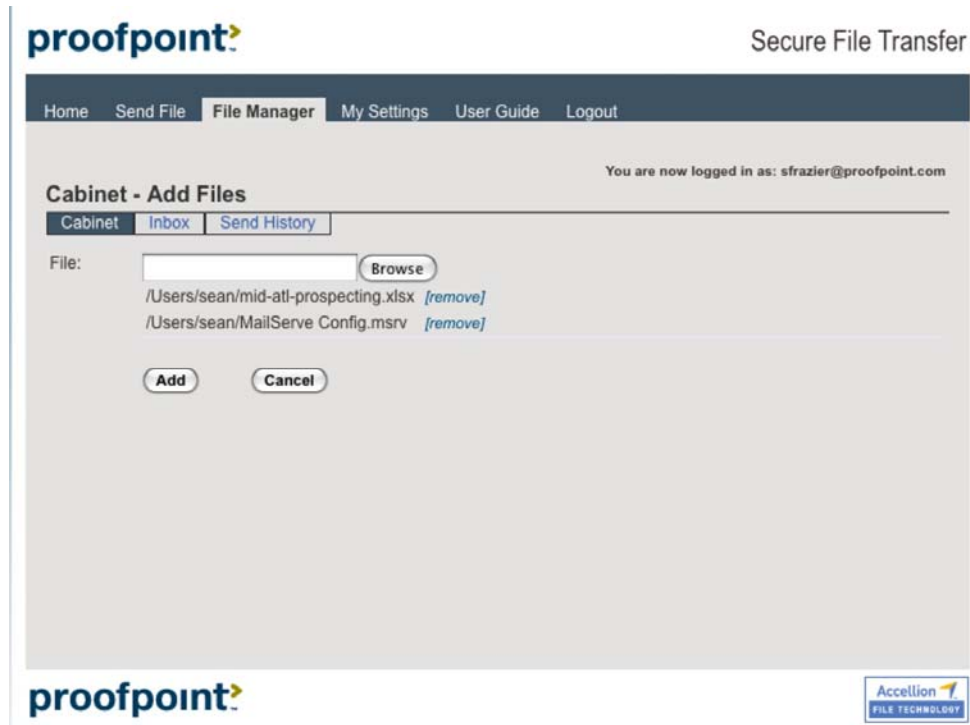 proofpoint
Secure File Transfer
Home Send File File Manager My Settings User Guide Logout
You are now logged in as: sfrazier@proofpoint.com
Cabinet - Add Files
Cabinet Inbox Send History
File: Browse
/Users/sean/mid-atl-prospecting.xlsx [remove]
/Users/sean/MailServe Config.msrv [remove]
Add Cancel
proofpoint
Accellion
FILE TECHNOLOGY